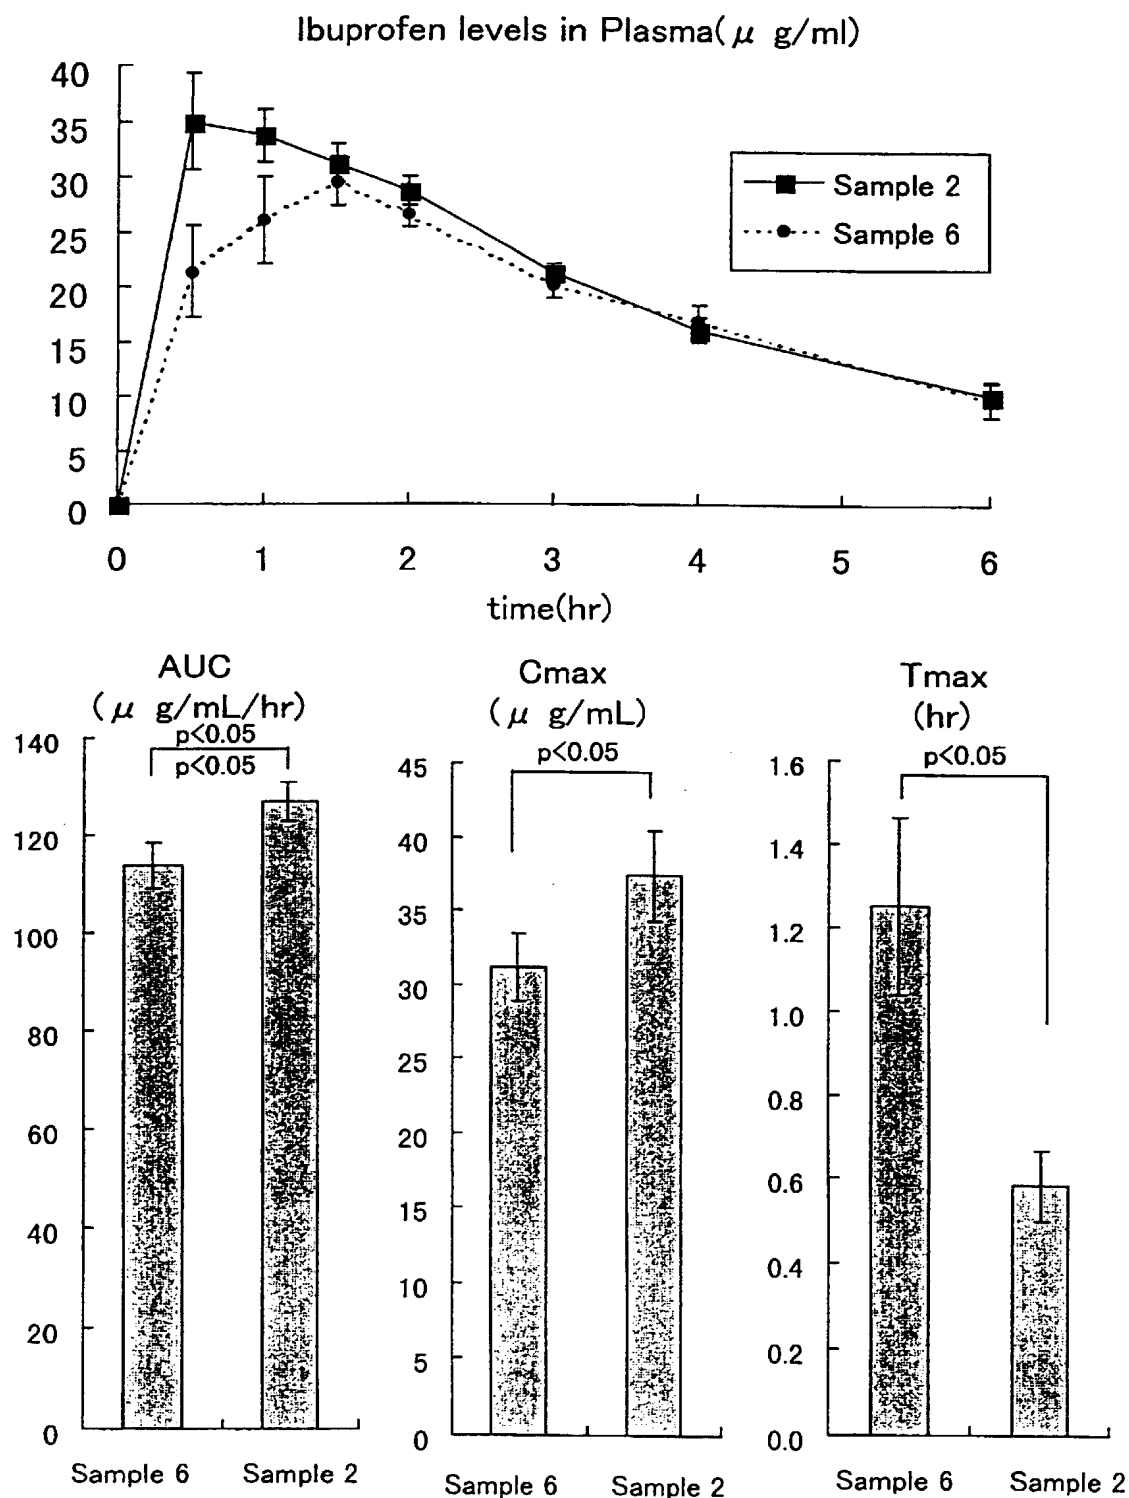 Ibuprofen levels in Plasma(μ g/ml)
40
35
30
25
20
15
10
5
0
Sample 2
Sample 6
0 1 2 3 4 5 6
time(hr)
AUC
(μ g/mL/hr)
p<0.05
p<0.05
140
120
100
80
60
40
20
0
Sample 6 Sample 2
Cmax
(μ g/mL)
p<0.05
45
40
35
30
25
20
15
10
5
0
Sample 6 Sample 2
Tmax
(hr)
p<0.05
1.6
1.4
1.2
1.0
0.8
0.6
0.4
0.2
0.0
Sample 6 Sample 2